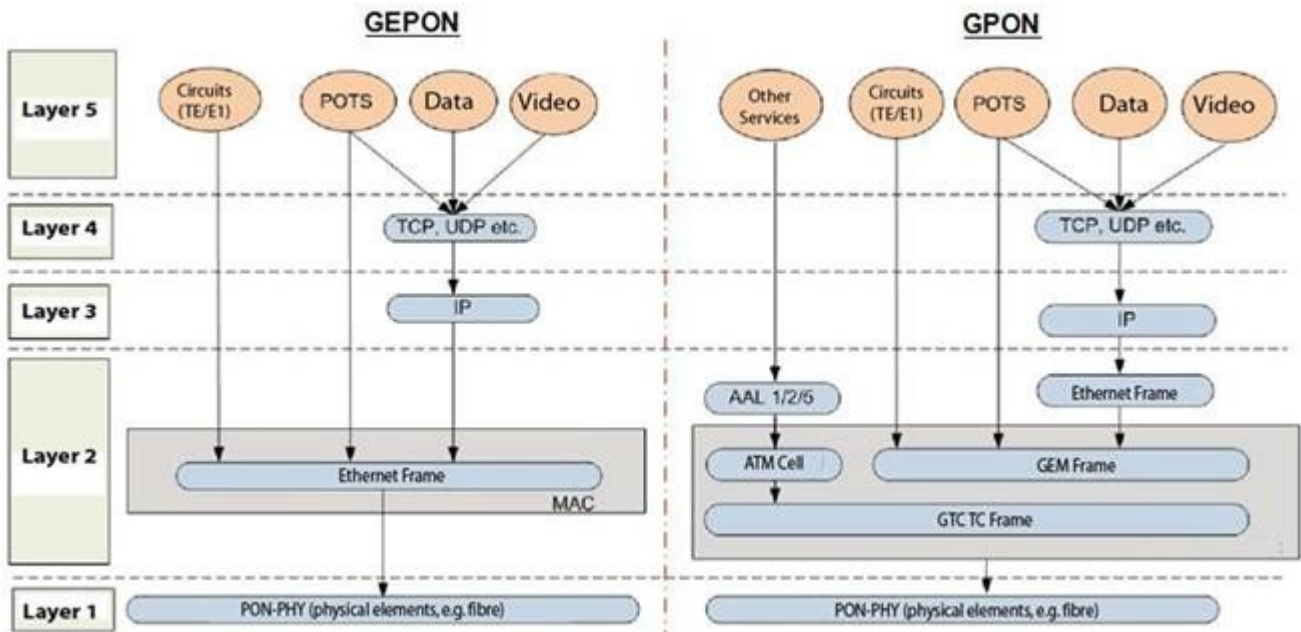 GEPON
GPON
Layer 5
Circuits
(TE/E1)
POTS
Data
Video
Other
Services
Circuits
(TE/E1)
POTS
Data
Video
Layer 4
TCP, UDP etc.
TCP, UDP etc.
Layer 3
IP
IP
Layer 2
AAL 1/2/5
Ethernet Frame
Ethernet Frame
MAC
ATM Cell
GEM Frame
GTC TC Frame
Layer 1
PON-PHY (physical elements, e.g. fibre)
PON-PHY (physical elements, e.g. fibre)